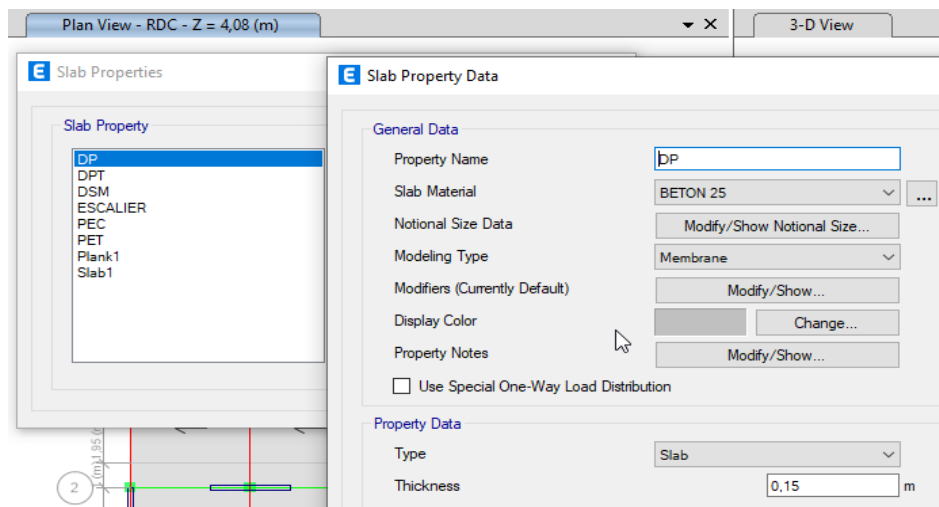 Plan View - RDC - Z = 4,08 (m)
3-D View
E Slab Properties
E Slab Property Data
Slab Property
DP
DPT
DSM
ESCALIER
PEC
PET
Plank1
Slab1
General Data
Property Name DP
Slab Material BETON 25 ...
Notional Size Data Modify/Show Notional Size...
Modeling Type Membrane
Modifiers (Currently Default) Modify/Show...
Display Color Change...
Property Notes Modify/Show...
Use Special One-Way Load Distribution
Property Data
Type Slab
Thickness 0,15 m
1,95 (m)
(m)
2